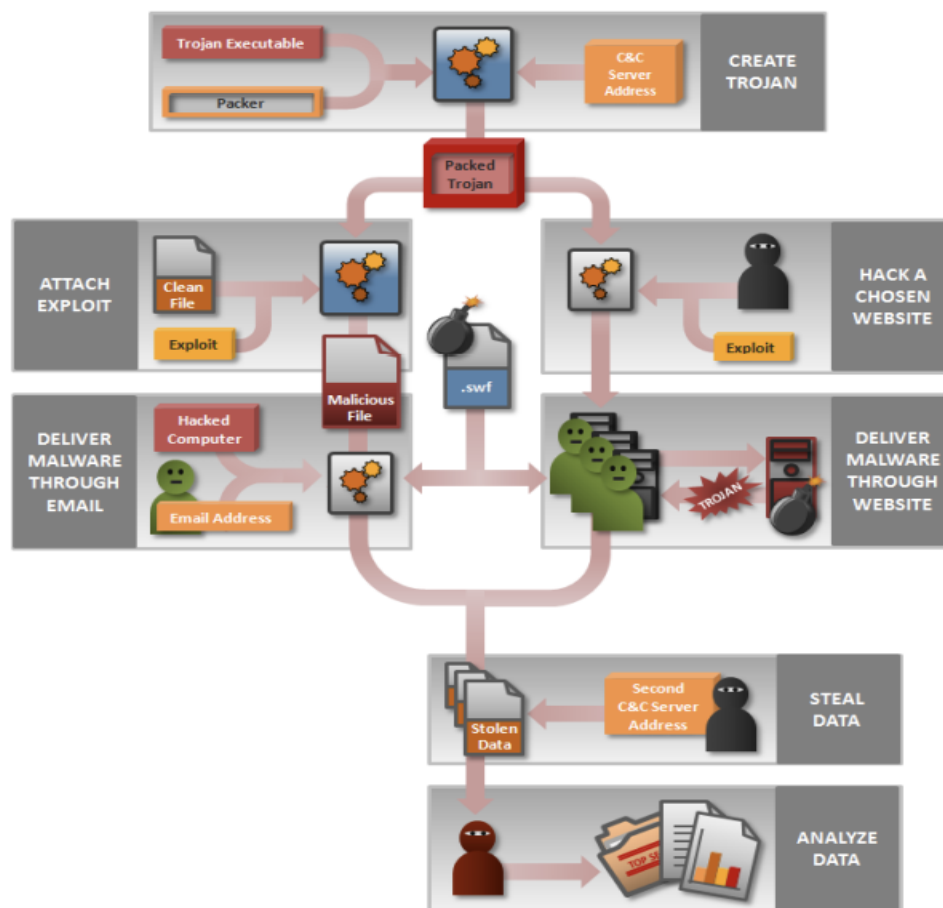 Trojan Executable
Packer
C&C
Server
Address
CREATE
TROJAN
Packed
Trojan
ATTACH
EXPLOIT
Clean
File
Exploit
.swf
Exploit
HACK A
CHOSEN
WEBSITE
Malicious
File
DELIVER
MALWARE
THROUGH
EMAIL
Hacked
Computer
Email Address
TROJAN
DELIVER
MALWARE
THROUGH
WEBSITE
Stolen
Data
Second
C&C Server
Address
STEAL
DATA
TOP
ANALYZE
DATA